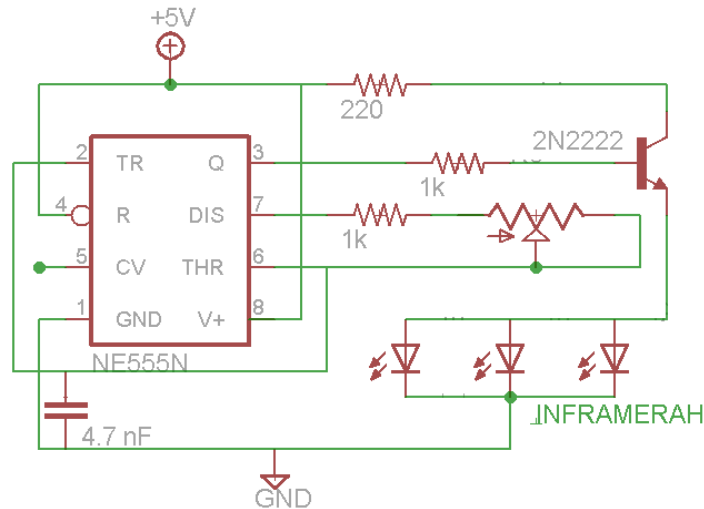 +5V
220
2N2222
2 TR Q 3
1k
4 R DIS 7
1k
5 CV THR 6
1 GND V+ 8
NE555N
4.7 nF
INFRAMERAH
GND